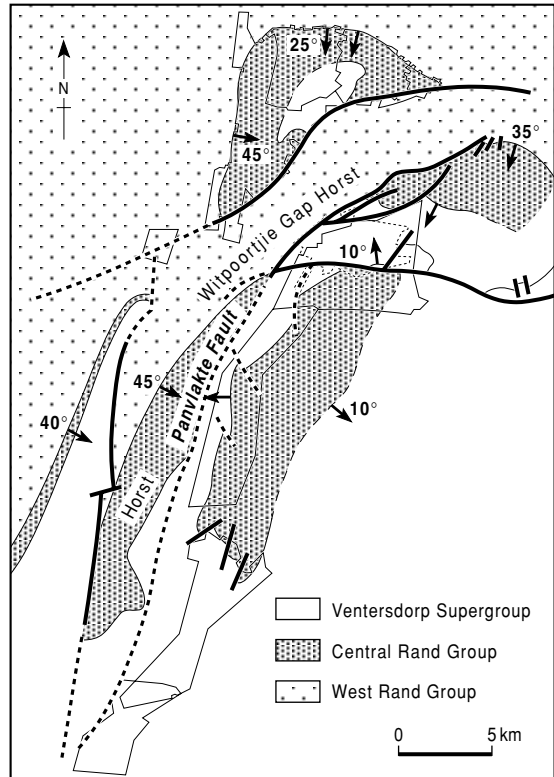 25°
N
45°
35°
Witpoortjie Gap Horst
10°
Panvlakte Fault
45°
40°
10°
Horst
Ventersdorp Supergroup
Central Rand Group
West Rand Group
0 5 km